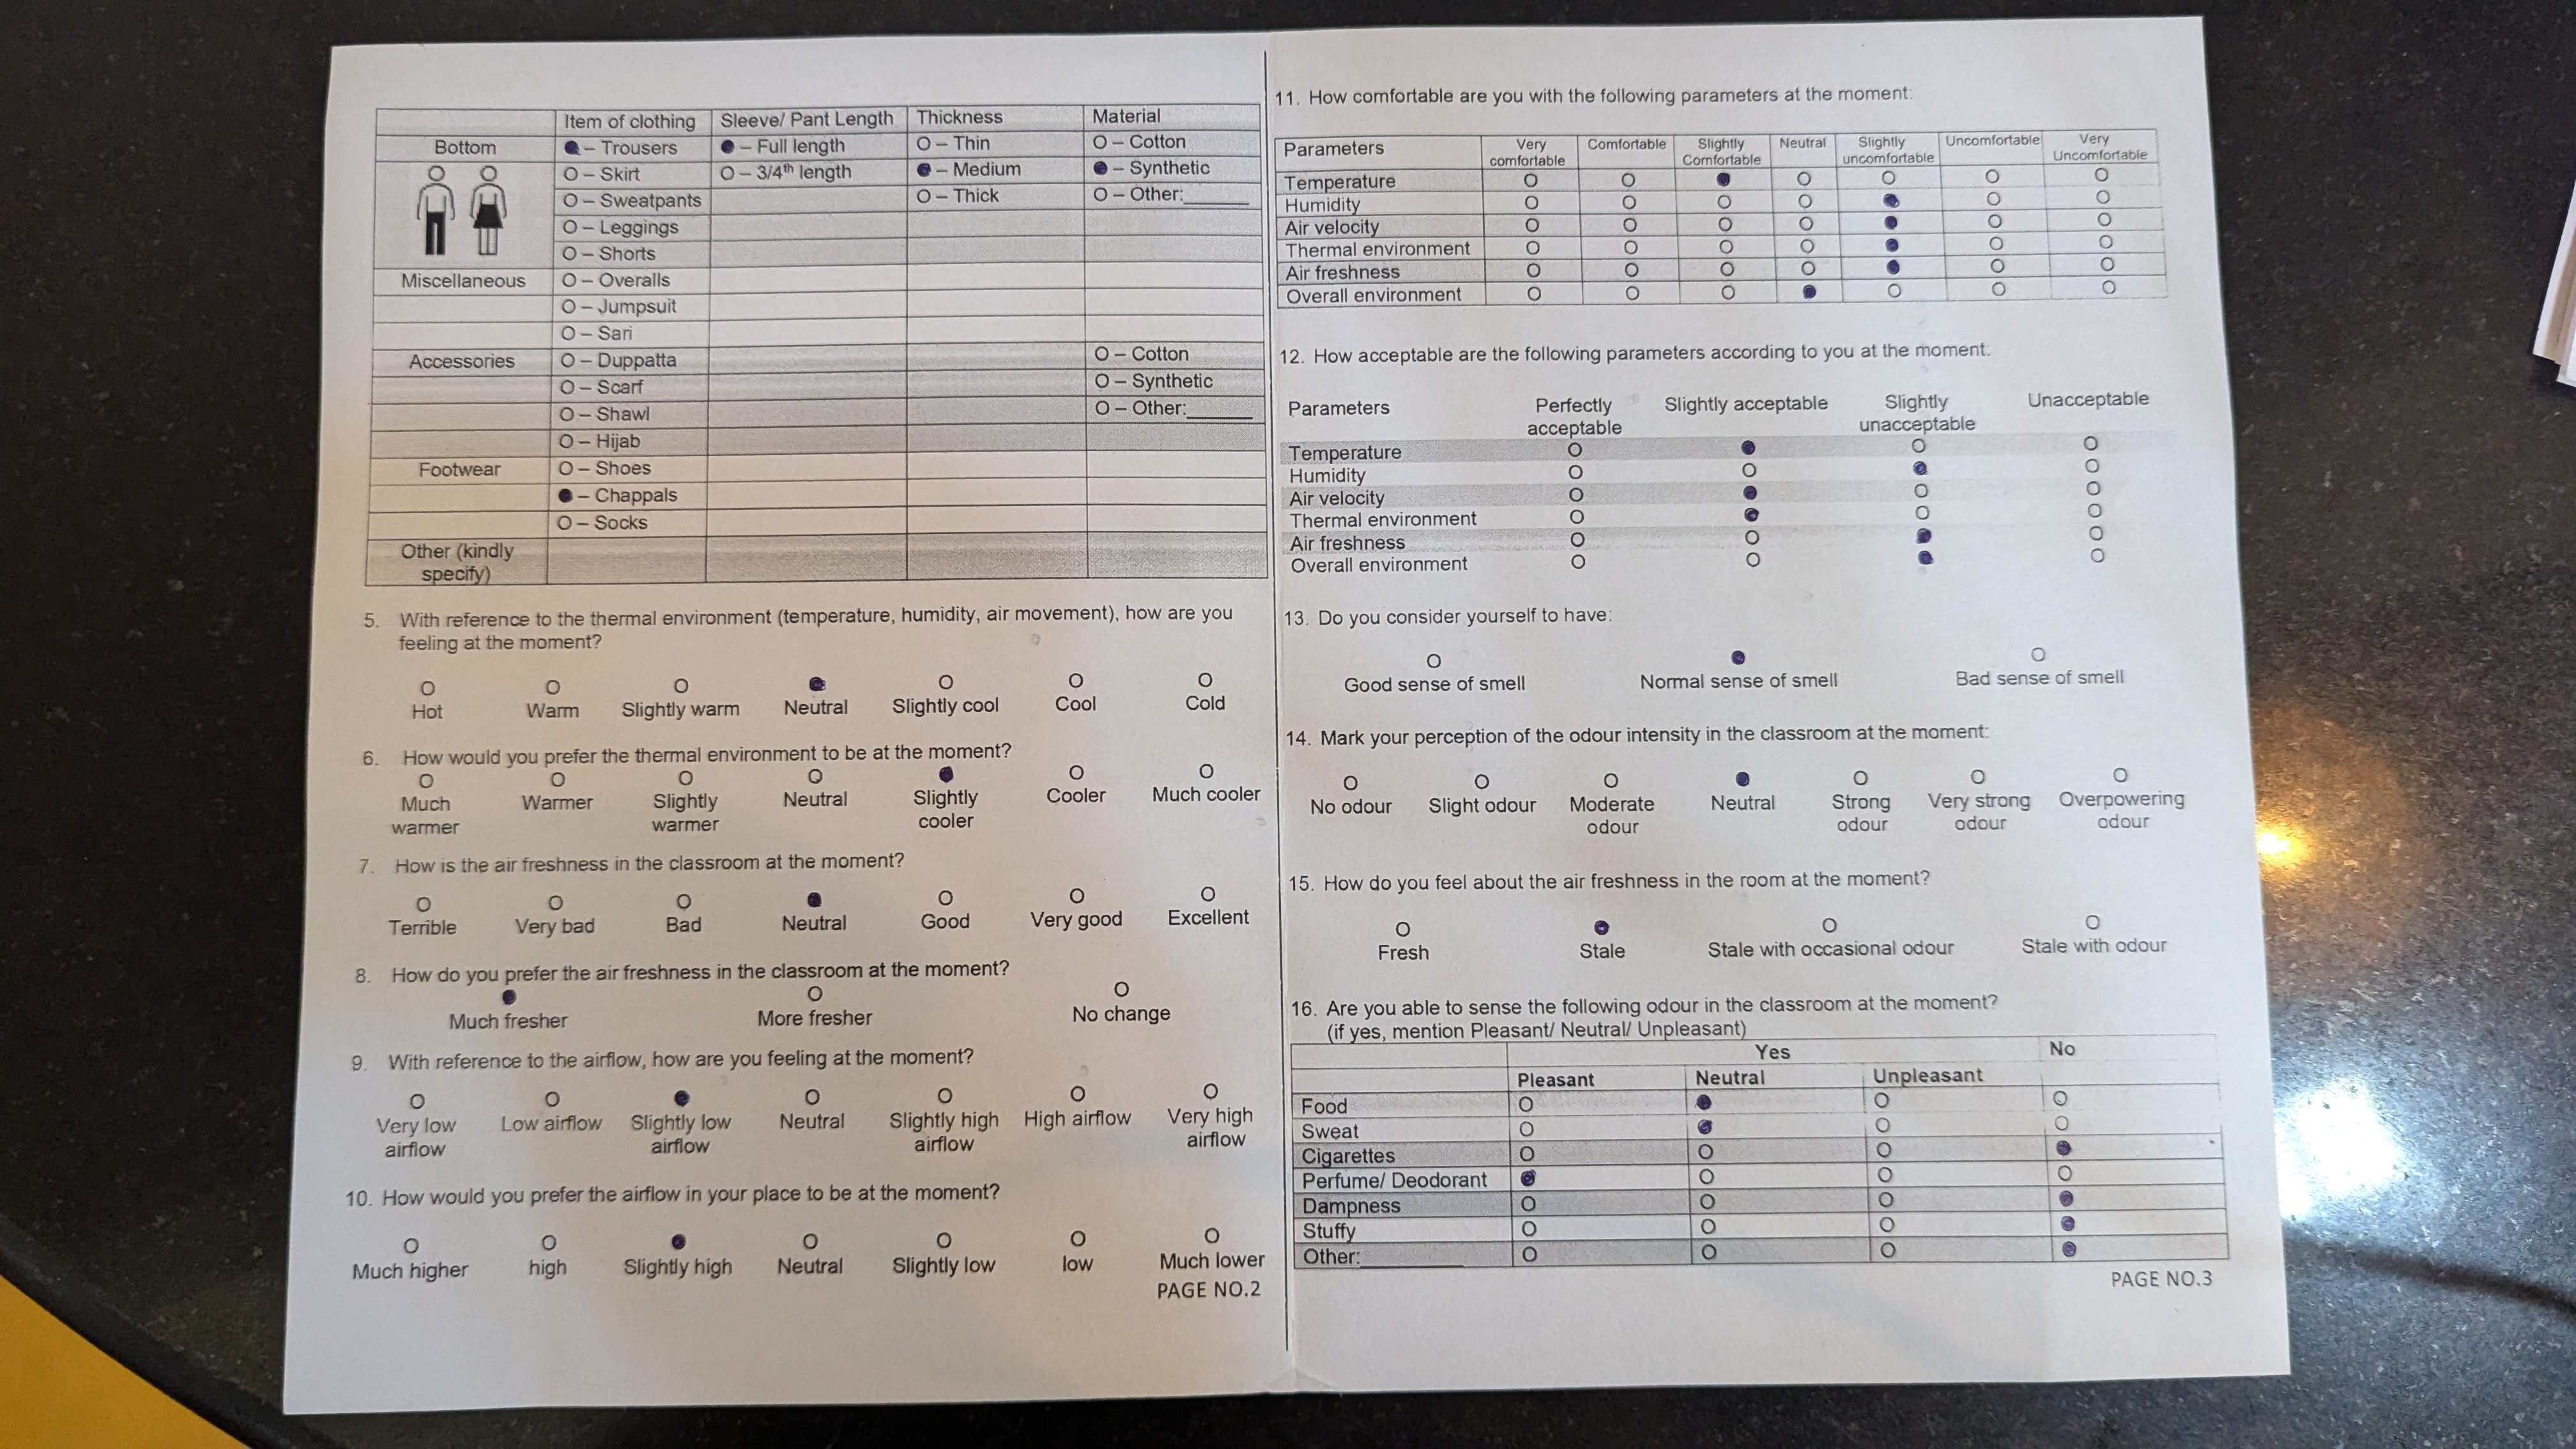 Item of clothing Sleeve/ Pant Length Thickness Material
Bottom ● – Trousers ● – Full length O – Thin O – Cotton
O – Skirt O – 3/4th length ● – Medium ● – Synthetic
O – Sweatpants O – Thick O – Other:_______
O – Leggings
O – Shorts
Miscellaneous O – Overalls
O – Jumpsuit
O – Sari
Accessories O – Duppatta O – Cotton
O – Scarf O – Synthetic
O – Shawl O – Other:_______
O – Hijab
Footwear O – Shoes
● – Chappals
O – Socks
Other (kindly
specify)
5. With reference to the thermal environment (temperature, humidity, air movement), how are you
feeling at the moment?
O O O ● O O O
Hot Warm Slightly warm Neutral Slightly cool Cool Cold
6. How would you prefer the thermal environment to be at the moment?
O O O O ● O O
Much Warmer Slightly Neutral Slightly Cooler Much cooler
warmer warmer cooler
7. How is the air freshness in the classroom at the moment?
O O O ● O O O
Terrible Very bad Bad Neutral Good Very good Excellent
8. How do you prefer the air freshness in the classroom at the moment?
● O O
Much fresher More fresher No change
9. With reference to the airflow, how are you feeling at the moment?
O O ● O O O O
Very low Low airflow Slightly low Neutral Slightly high High airflow Very high
airflow airflow airflow airflow
10. How would you prefer the airflow in your place to be at the moment?
O O ● O O O O
Much higher high Slightly high Neutral Slightly low low Much lower
PAGE NO.2
11. How comfortable are you with the following parameters at the moment:
Parameters Very Comfortable Slightly Neutral Slightly Uncomfortable Very
comfortable Comfortable uncomfortable Uncomfortable
Temperature O O ● O O O O
Humidity O O O O ● O O
Air velocity O O O O ● O O
Thermal environment O O O O ● O O
Air freshness O O O O ● O O
Overall environment O O O ● O O O
12. How acceptable are the following parameters according to you at the moment:
Parameters Perfectly Slightly acceptable Slightly Unacceptable
acceptable unacceptable
Temperature O ● O O
Humidity O O ● O
Air velocity O ● O O
Thermal environment O ● O O
Air freshness O O ● O
Overall environment O O ● O
13. Do you consider yourself to have:
O ● O
Good sense of smell Normal sense of smell Bad sense of smell
14. Mark your perception of the odour intensity in the classroom at the moment:
O O O ● O O O
No odour Slight odour Moderate Neutral Strong Very strong Overpowering
odour odour odour odour
15. How do you feel about the air freshness in the room at the moment?
O ● O O
Fresh Stale Stale with occasional odour Stale with odour
16. Are you able to sense the following odour in the classroom at the moment?
(if yes, mention Pleasant/ Neutral/ Unpleasant)
Yes No
Pleasant Neutral Unpleasant
Food O ● O O
Sweat O ● O O
Cigarettes O O O ●
Perfume/ Deodorant ● O O O
Dampness O O O ●
Stuffy O O O ●
Other:__________ O O O ●
PAGE NO.3